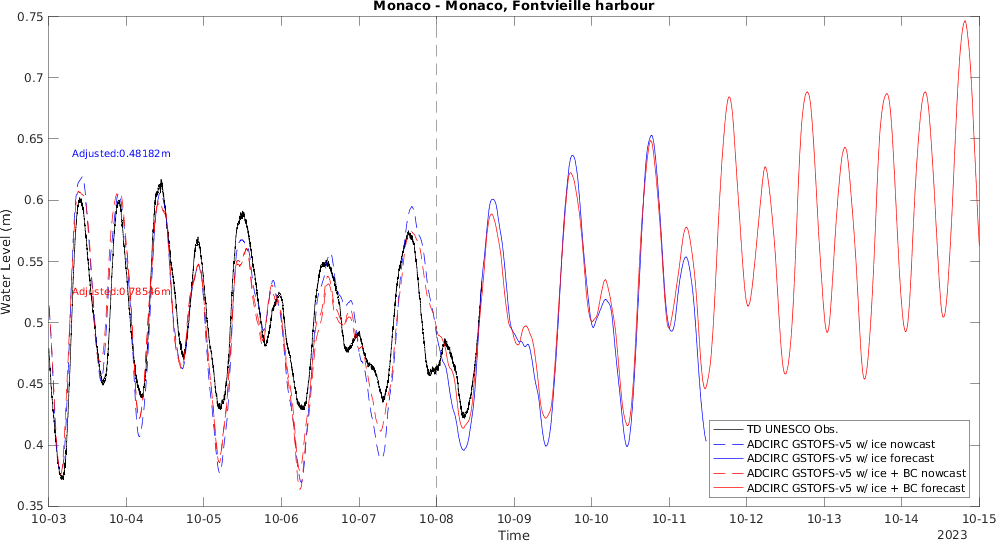 Monaco - Monaco, Fontvieille harbour
0.75
0.7
0.65
0.6
0.55
0.5
0.45
0.4
0.35
Water Level (m)
Adjusted:0.48182m
Adjusted:0.78546m
TD UNESCO Obs.
ADCIRC GSTOFS-v5 w/ ice nowcast
ADCIRC GSTOFS-v5 w/ ice forecast
ADCIRC GSTOFS-v5 w/ ice + BC nowcast
ADCIRC GSTOFS-v5 w/ ice + BC forecast
10-03 10-04 10-05 10-06 10-07 10-08 10-09 10-10 10-11 10-12 10-13 10-14 10-15
Time
2023